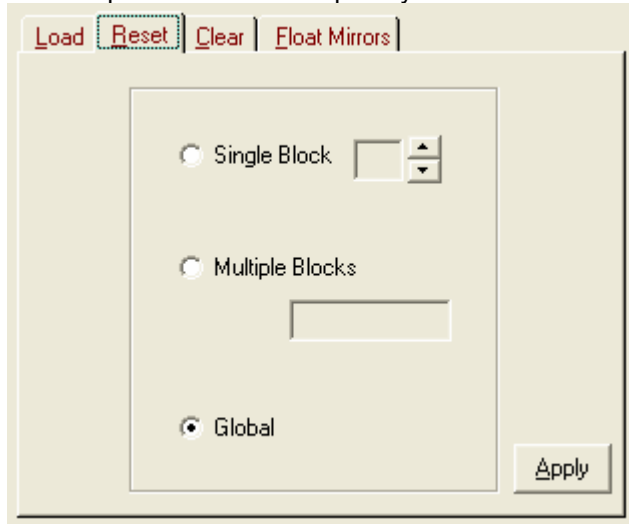 Load Reset Clear Float Mirrors
Single Block
Multiple Blocks
Global
Apply